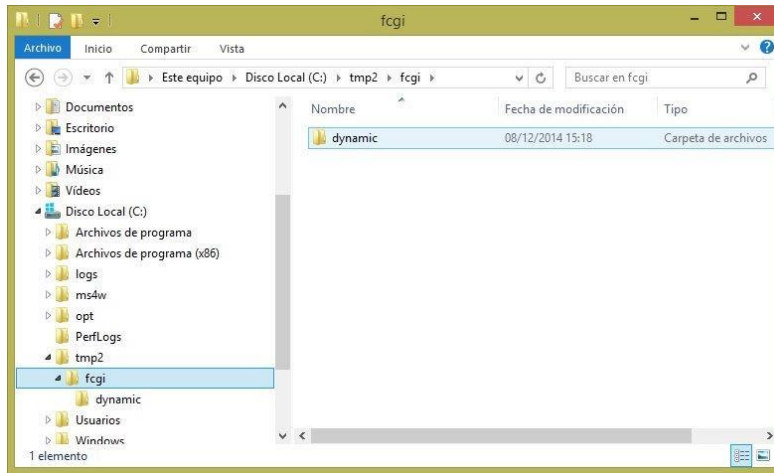 fcgi
Archivo Inicio Compartir Vista
Este equipo Disco Local (C:) tmp2 fcgi Buscar en fcgi
Documentos
Escritorio
Imágenes
Música
Vídeos
Disco Local (C:)
Archivos de programa
Archivos de programa (x86)
logs
ms4w
opt
PerfLogs
tmp2
fcgi
dynamic
Usuarios
Windows
Nombre Fecha de modificación Tipo
dynamic 08/12/2014 15:18 Carpeta de archivos
1 elemento